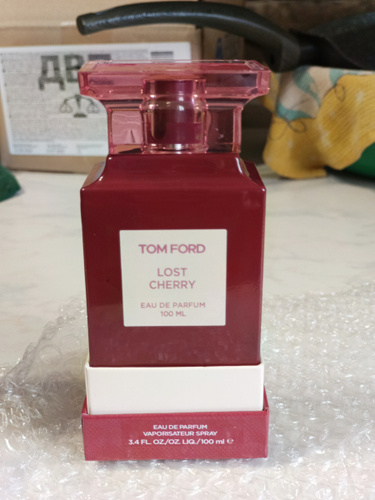 ДВП
TOM FORD
LOST
CHERRY
EAU DE PARFUM
100 ML
EAU DE PARFUM
VAPORISATEUR SPRAY
3.4 FL. OZ./OZ. LIQ./100 ml ℮